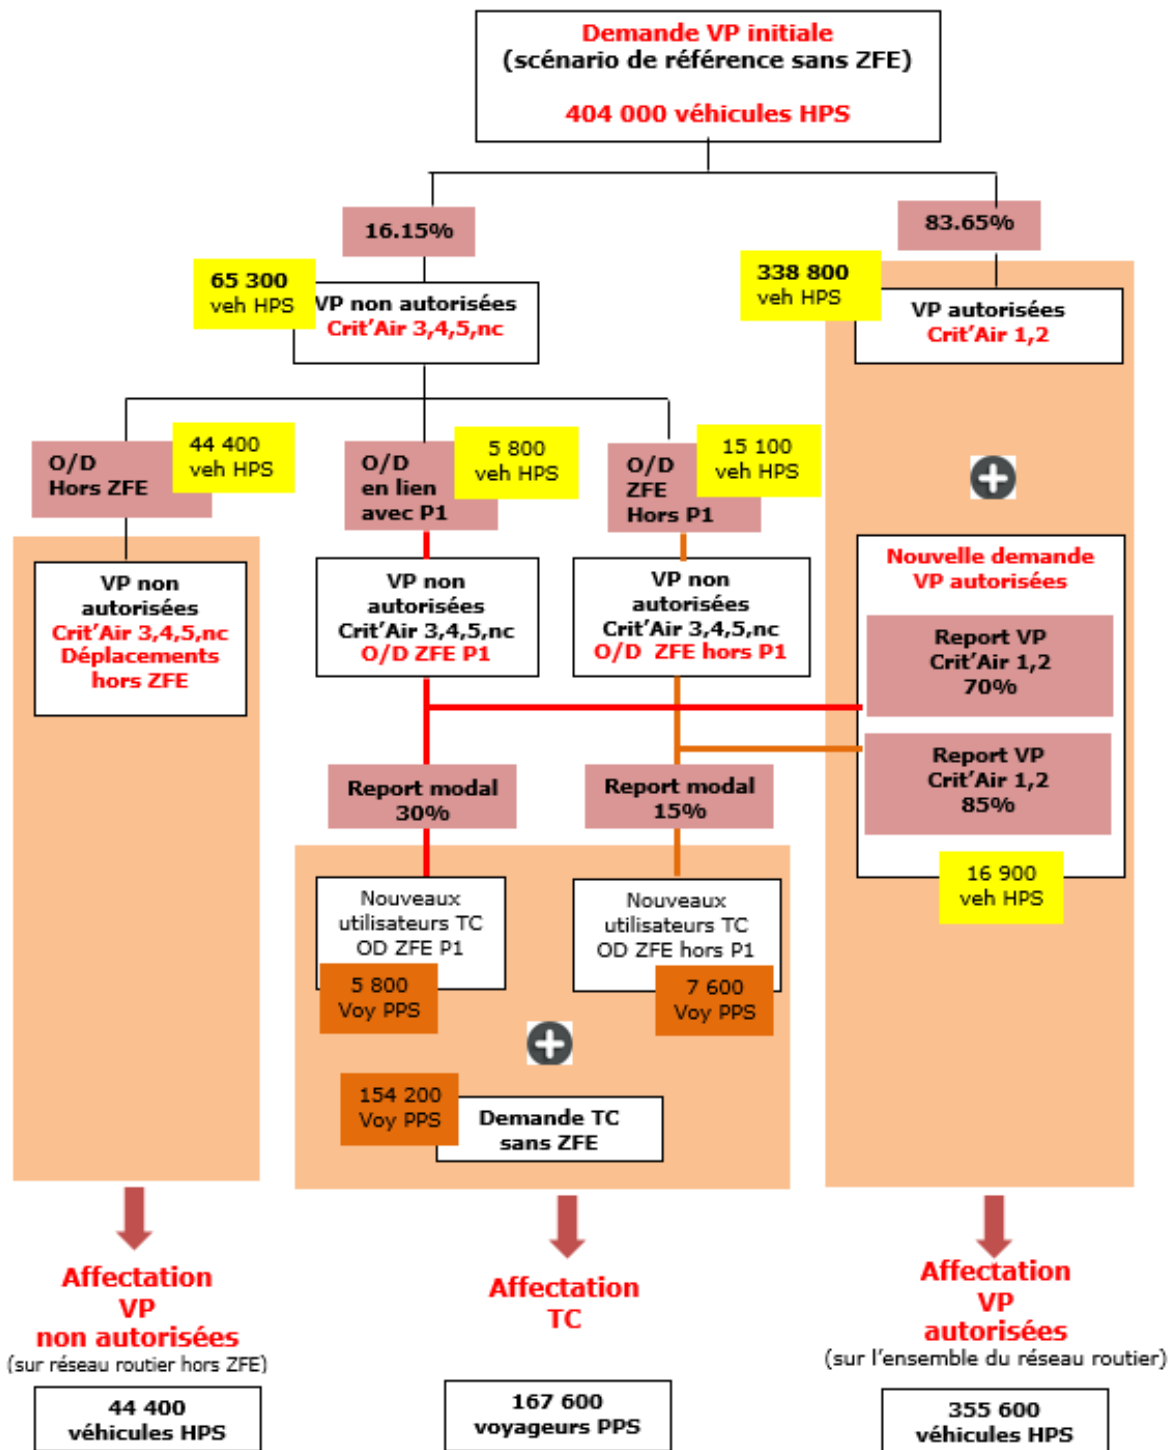 Demande VP initiale
(scénario de référence sans ZFE)
404 000 véhicules HPS
16.15%
83.65%
65 300
veh HPS
VP non autorisées
Crit’Air 3,4,5,nc
338 800
veh HPS
VP autorisées
Crit’Air 1,2
O/D
Hors ZFE
44 400
veh HPS
O/D
en lien
avec P1
5 800
veh HPS
O/D
ZFE
Hors P1
15 100
veh HPS
VP non
autorisées
Crit’Air 3,4,5,nc
Déplacements
hors ZFE
VP non
autorisées
Crit’Air 3,4,5,nc
O/D ZFE P1
VP non
autorisées
Crit’Air 3,4,5,nc
O/D ZFE hors P1
Nouvelle demande
VP autorisées
Report VP
Crit’Air 1,2
70%
Report VP
Crit’Air 1,2
85%
16 900
veh HPS
Report modal
30%
Report modal
15%
Nouveaux
utilisateurs TC
OD ZFE P1
5 800
Voy PPS
Nouveaux
utilisateurs TC
OD ZFE hors P1
7 600
Voy PPS
154 200
Voy PPS
Demande TC
sans ZFE
Affectation
VP
non autorisées
(sur réseau routier hors ZFE)
44 400
véhicules HPS
Affectation
TC
167 600
voyageurs PPS
Affectation
VP
autorisées
(sur l’ensemble du réseau routier)
355 600
véhicules HPS